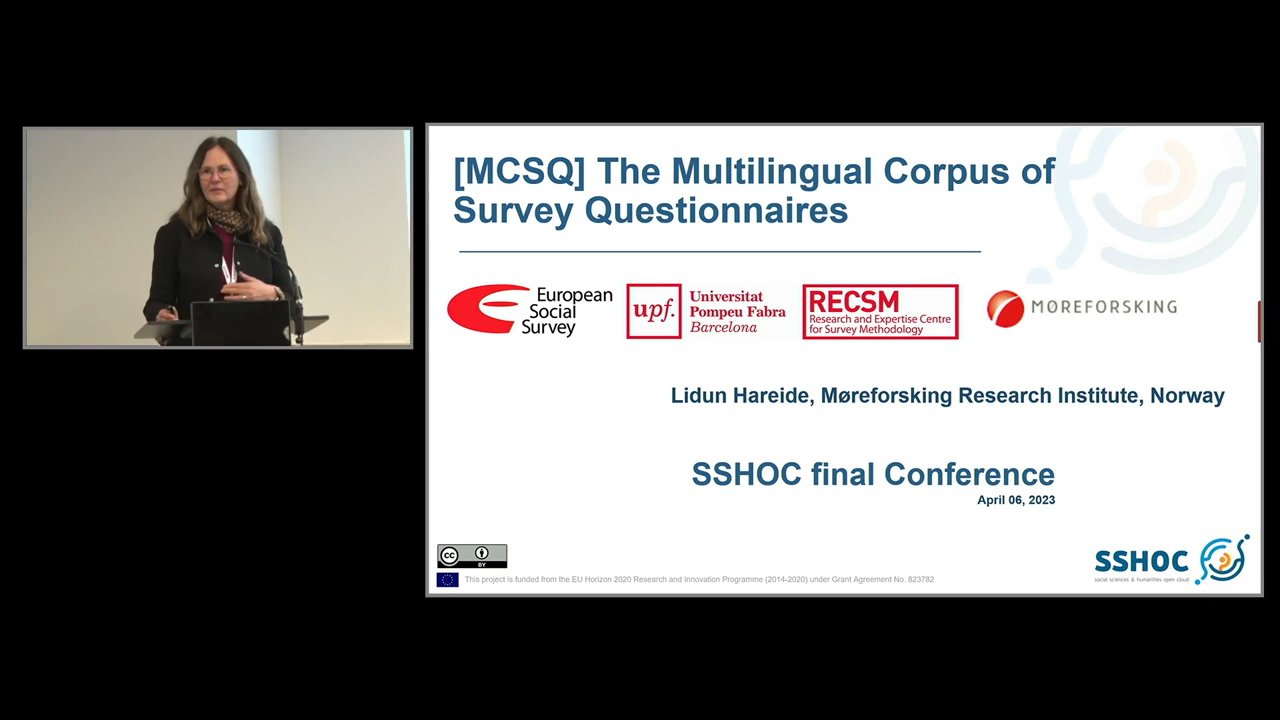 [MCSQ] The Multilingual Corpus of
Survey Questionnaires
European
Social
Survey
upf.
Universitat
Pompeu Fabra
Barcelona
RECSM
Research and Expertise Centre
for Survey Methodology
MØREFORSKING
Lidun Hareide, Møreforsking Research Institute, Norway
SSHOC final Conference
April 06, 2023
cc
BY
This project is funded from the EU Horizon 2020 Research and Innovation Programme (2014-2020) under Grant Agreement No. 823782
SSHOC
social sciences & humanities open cloud